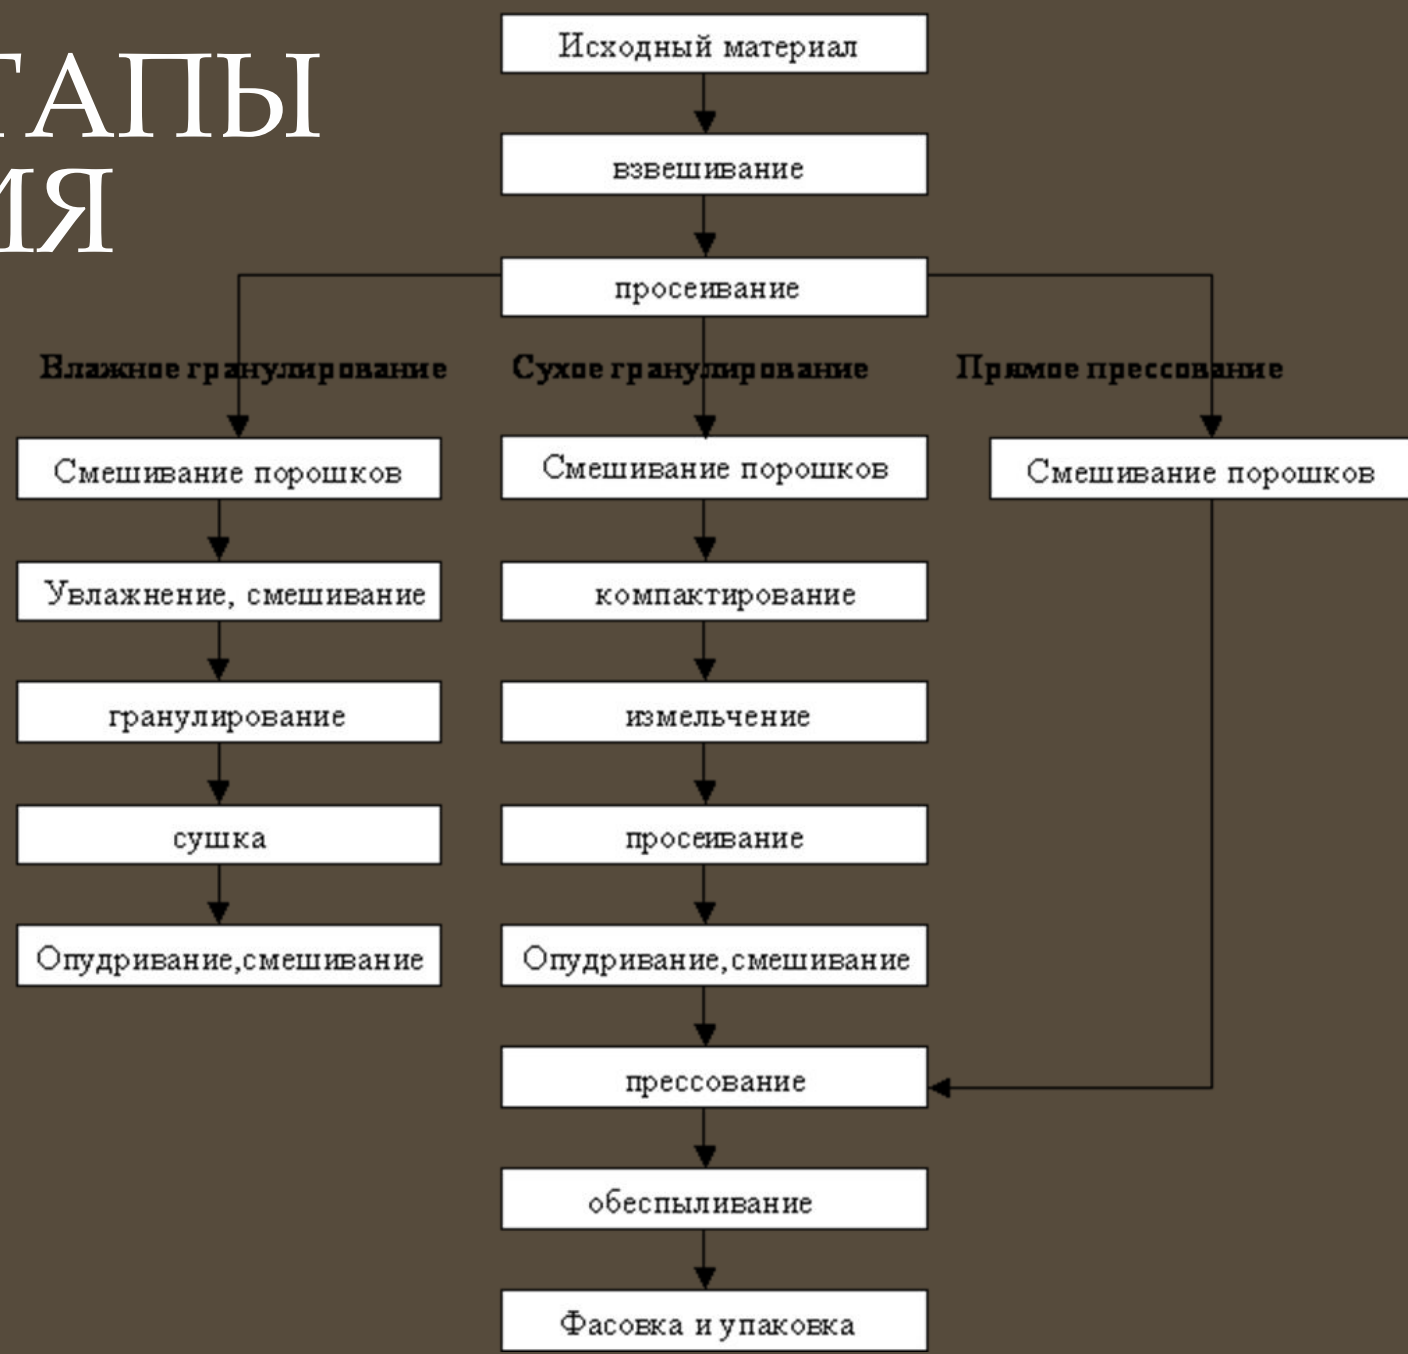 ТАПЫ
ИЯ
Исходный материал
взвешивание
просеивание
Влажное гранулирование
Сухое гранулирование
Прямое прессование
Смешивание порошков
Смешивание порошков
Смешивание порошков
Увлажнение, смешивание
компактирование
гранулирование
измельчение
сушка
просеивание
Опудривание,смешивание
Опудривание,смешивание
прессование
обеспыливание
Фасовка и упаковка